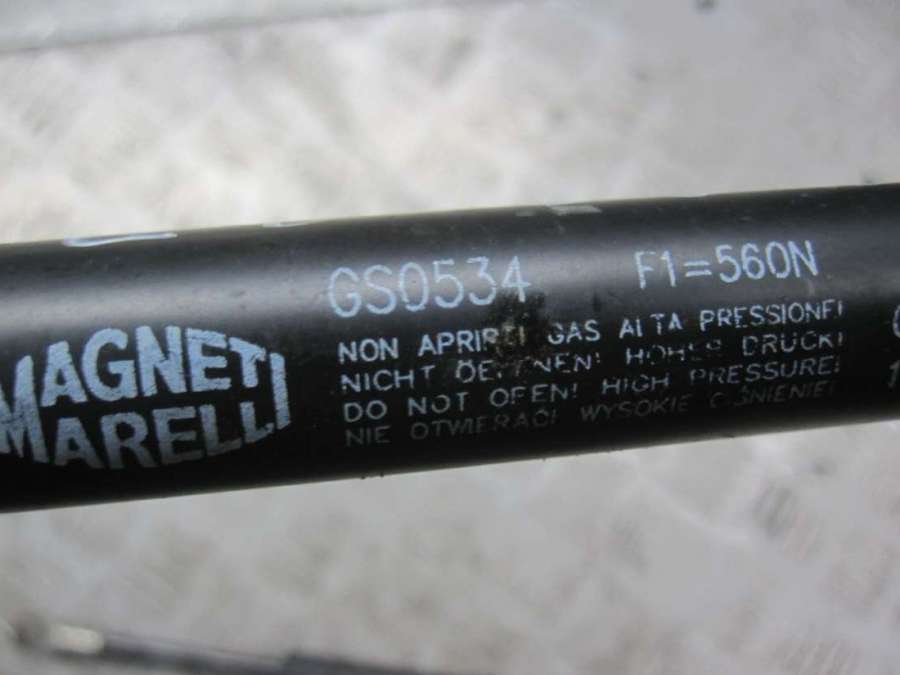 MAGNETI
MARELLI
GS0534 F1=560N
NON APRIRE! GAS ALTA PRESSIONE!
NICHT ÖFFNEN! HOHER DRUCK!
DO NOT OPEN! HIGH PRESSURE!
NIE OTWIERAĆ! WYSOKIE CIŚNIENIE!